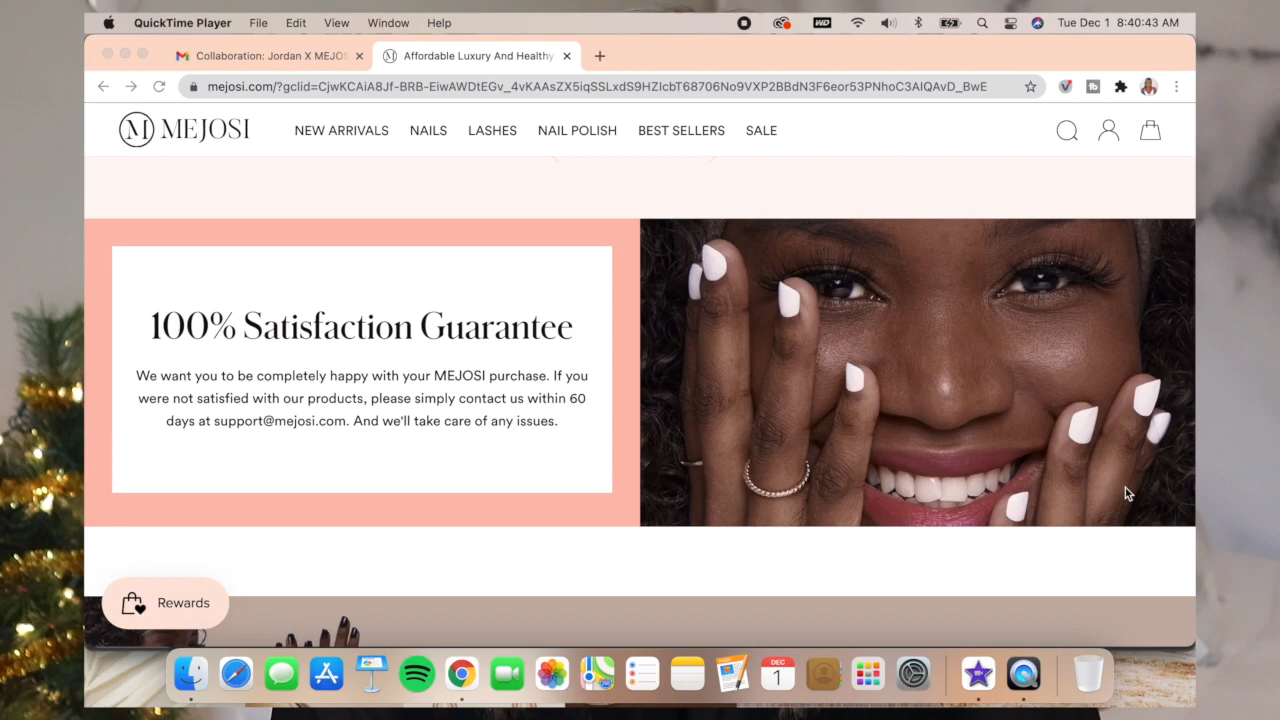 QuickTime Player File Edit View Window Help Tue Dec 1 8:40:43 AM
Collaboration: Jordan X MEJOS Affordable Luxury And Healthy
mejosi.com/?gclid=CjwKCAiA8Jf-BRB-EiwAWDtEGv_4vKAAsZX5iqSSLxdS9HZIcbT68706No9VXP2BBdN3F6eor53PNhoC3AIQAvD_BwE
M MEJOSI NEW ARRIVALS NAILS LASHES NAIL POLISH BEST SELLERS SALE
100% Satisfaction Guarantee
We want you to be completely happy with your MEJOSI purchase. If you
were not satisfied with our products, please simply contact us within 60
days at support@mejosi.com. And we'll take care of any issues.
Rewards
DEC
1